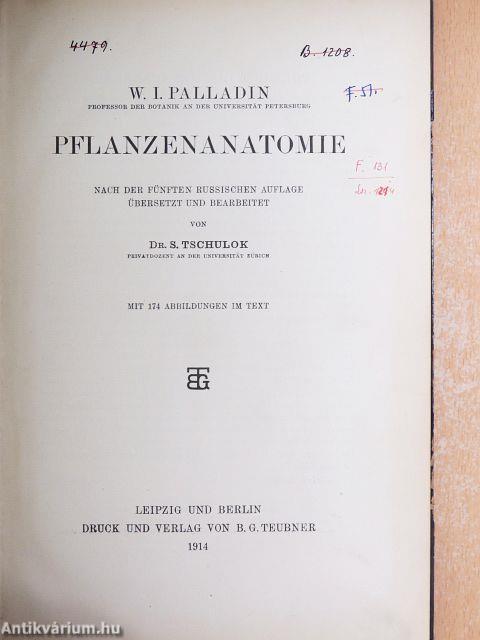 4479.
B. 1208.
W. I. PALLADIN
PROFESSOR DER BOTANIK AN DER UNIVERSITÄT PETERSBURG
F. 51.
PFLANZENANATOMIE
F. 131
NACH DER FÜNFTEN RUSSISCHEN AUFLAGE
ÜBERSETZT UND BEARBEITET
VON
DR. S. TSCHULOK
PRIVATDOZENT AN DER UNIVERSITÄT ZÜRICH
MIT 174 ABBILDUNGEN IM TEXT
BTG
LEIPZIG UND BERLIN
DRUCK UND VERLAG VON B. G. TEUBNER
1914
Antikvárium.hu